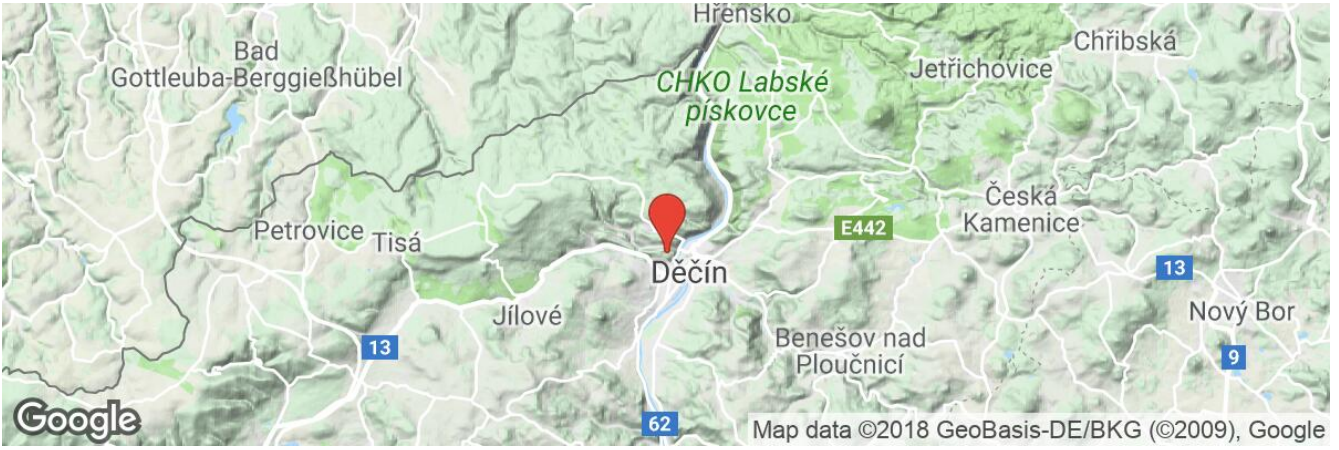 Hřensko
Bad
Gottleuba-Berggießhübel
Chřibská
Jetřichovice
CHKO Labské
pískovce
Česká
Kamenice
Petrovice
Tisá
E442
Děčín
13
Jílové
Nový Bor
Benešov nad
Ploučnicí
13
9
62
Google
Map data ©2018 GeoBasis-DE/BKG (©2009), Google